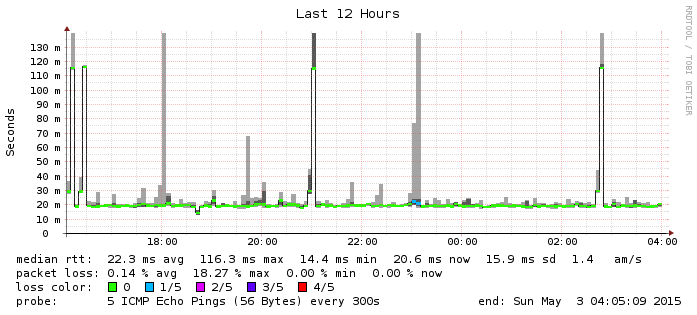 Last 12 Hours
RRDTOOL / TOBI OETIKER
Seconds
130 m
120 m
110 m
100 m
90 m
80 m
70 m
60 m
50 m
40 m
30 m
20 m
10 m
0
18:00 20:00 22:00 00:00 02:00 04:00
median rtt: 22.3 ms avg 116.3 ms max 14.4 ms min 20.6 ms now 15.9 ms sd 1.4 am/s
packet loss: 0.14 % avg 18.27 % max 0.00 % min 0.00 % now
loss color: 0 1/5 2/5 3/5 4/5
probe: 5 ICMP Echo Pings (56 Bytes) every 300s end: Sun May 3 04:05:09 2015